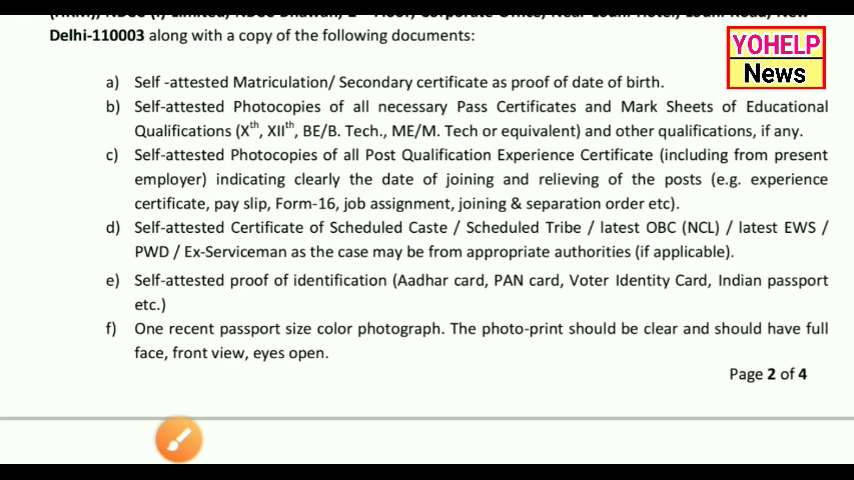 Delhi-110003 along with a copy of the following documents:
YOHELP
News
a) Self -attested Matriculation/ Secondary certificate as proof of date of birth.
b) Self-attested Photocopies of all necessary Pass Certificates and Mark Sheets of Educational
Qualifications (Xth, XIIth, BE/B. Tech., ME/M. Tech or equivalent) and other qualifications, if any.
c) Self-attested Photocopies of all Post Qualification Experience Certificate (including from present
employer) indicating clearly the date of joining and relieving of the posts (e.g. experience
certificate, pay slip, Form-16, job assignment, joining & separation order etc).
d) Self-attested Certificate of Scheduled Caste / Scheduled Tribe / latest OBC (NCL) / latest EWS /
PWD / Ex-Serviceman as the case may be from appropriate authorities (if applicable).
e) Self-attested proof of identification (Aadhar card, PAN card, Voter Identity Card, Indian passport
etc.)
f) One recent passport size color photograph. The photo-print should be clear and should have full
face, front view, eyes open.
Page 2 of 4